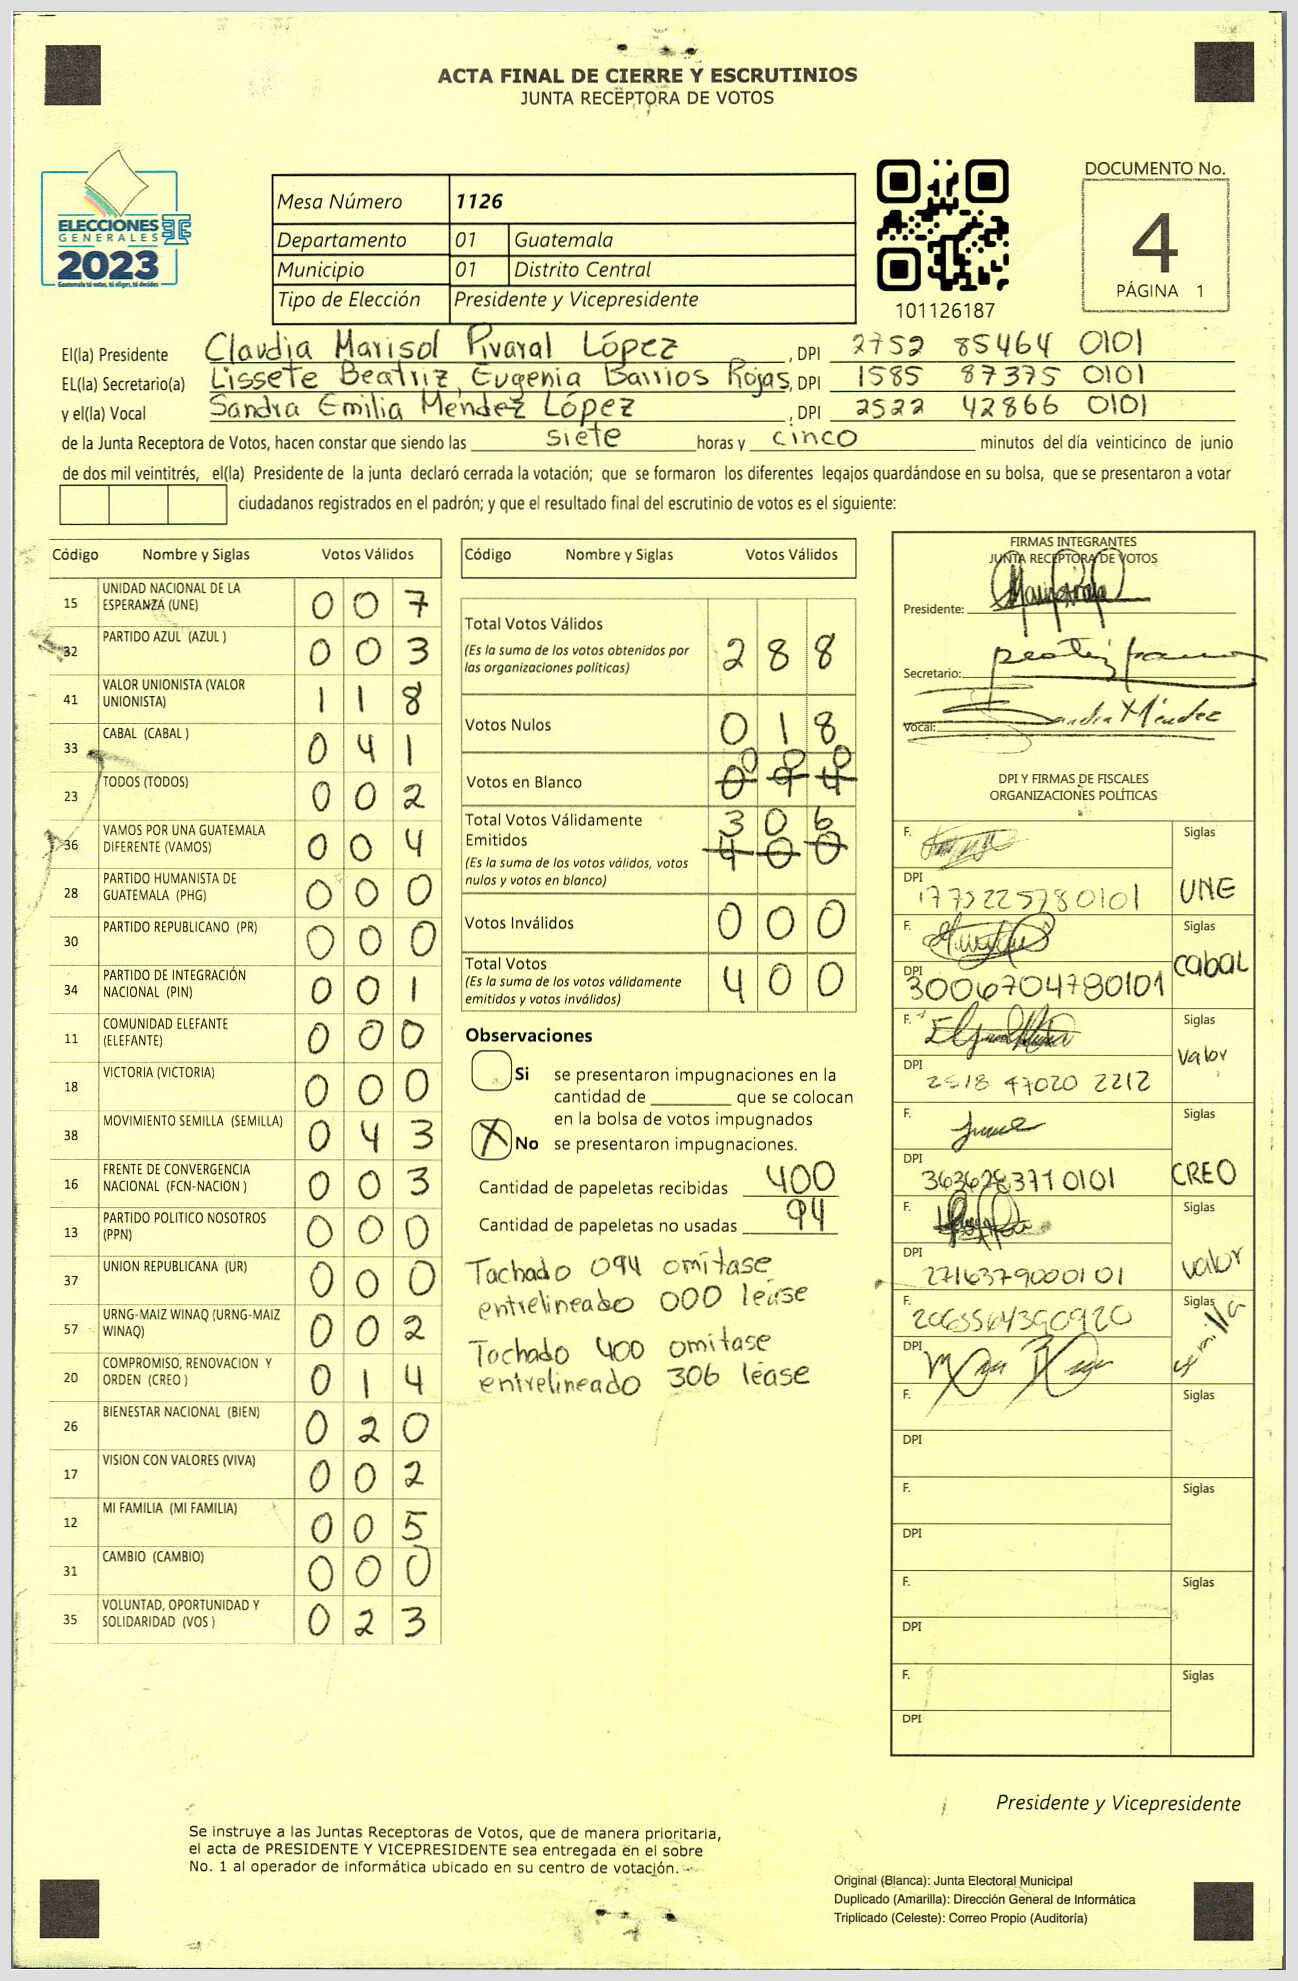 ACTA FINAL DE CIERRE Y ESCRUTINIOS
JUNTA RECEPTORA DE VOTOS
ELECCIONES
GENERALES
2023
Guatemala tú votas, tú eliges, tú decides
Mesa Número 1126
Departamento 01 Guatemala
Municipio 01 Distrito Central
Tipo de Elección Presidente y Vicepresidente
101126187
DOCUMENTO No.
4
PÁGINA 1
El(la) Presidente Claudia Marisol Pivaral López, DPI 2752 85464 0101
EL(la) Secretario(a) Lissete Beatriz Eugenia Barrios Rojas, DPI 1585 87375 0101
y el(la) Vocal Sandra Emilia Méndez López, DPI 2522 42866 0101
de la Junta Receptora de Votos, hacen constar que siendo las siete horas y cinco minutos del día veinticinco de junio
de dos mil veintitrés, el(la) Presidente de la junta declaró cerrada la votación; que se formaron los diferentes legajos guardándose en su bolsa, que se presentaron a votar
ciudadanos registrados en el padrón; y que el resultado final del escrutinio de votos es el siguiente:
Código Nombre y Siglas Votos Válidos
15 UNIDAD NACIONAL DE LA ESPERANZA (UNE) 0 0 7
32 PARTIDO AZUL (AZUL ) 0 0 3
41 VALOR UNIONISTA (VALOR UNIONISTA) 1 1 8
33 CABAL (CABAL ) 0 4 1
23 TODOS (TODOS) 0 0 2
36 VAMOS POR UNA GUATEMALA DIFERENTE (VAMOS) 0 0 4
28 PARTIDO HUMANISTA DE GUATEMALA (PHG) 0 0 0
30 PARTIDO REPUBLICANO (PR) 0 0 0
34 PARTIDO DE INTEGRACIÓN NACIONAL (PIN) 0 0 1
11 COMUNIDAD ELEFANTE (ELEFANTE) 0 0 0
18 VICTORIA (VICTORIA) 0 0 0
38 MOVIMIENTO SEMILLA (SEMILLA) 0 4 3
16 FRENTE DE CONVERGENCIA NACIONAL (FCN-NACION ) 0 0 3
13 PARTIDO POLITICO NOSOTROS (PPN) 0 0 0
37 UNION REPUBLICANA (UR) 0 0 0
57 URNG-MAIZ WINAQ (URNG-MAIZ WINAQ) 0 0 2
20 COMPROMISO, RENOVACION Y ORDEN (CREO ) 0 1 4
26 BIENESTAR NACIONAL (BIEN) 0 2 0
17 VISION CON VALORES (VIVA) 0 0 2
12 MI FAMILIA (MI FAMILIA) 0 0 5
31 CAMBIO (CAMBIO) 0 0 0
35 VOLUNTAD, OPORTUNIDAD Y SOLIDARIDAD (VOS ) 0 2 3
Código Nombre y Siglas Votos Válidos
Total Votos Válidos 2 8 8
(Es la suma de los votos obtenidos por
las organizaciones políticas)
Votos Nulos 0 1 8
0 0 0
Votos en Blanco 0 9 4
Total Votos Válidamente 3 0 6
Emitidos 4 0 0
(Es la suma de los votos válidos, votos
nulos y votos en blanco)
Votos Inválidos 0 0 0
Total Votos 4 0 0
(Es la suma de los votos válidamente
emitidos y votos inválidos)
Observaciones
Si se presentaron impugnaciones en la
cantidad de ________ que se colocan
en la bolsa de votos impugnados
X No se presentaron impugnaciones.
Cantidad de papeletas recibidas 400
Cantidad de papeletas no usadas 94
Tachado 094 omítase
entrelineado 000 léase
Tachado 400 omítase
entrelineado 306 léase
FIRMAS INTEGRANTES
JUNTA RECEPTORA DE VOTOS
Presidente:
Secretario:
Vocal: Sandra Méndez
DPI Y FIRMAS DE FISCALES
ORGANIZACIONES POLÍTICAS
F. Siglas
DPI 1775225780101 UNE
F. Siglas
DPI 3006704780101 cabal
F. Siglas
DPI 2518 47020 2212 Valor
F. Siglas
DPI 3636283710101 CREO
F. Siglas
DPI 2716379000101 valor
F. 2065564390920 Siglas
DPI semilla
F. Siglas
DPI
F. Siglas
DPI
F. Siglas
DPI
F. Siglas
DPI
Presidente y Vicepresidente
Se instruye a las Juntas Receptoras de Votos, que de manera prioritaria,
el acta de PRESIDENTE Y VICEPRESIDENTE sea entregada en el sobre
No. 1 al operador de informática ubicado en su centro de votación.
Original (Blanca): Junta Electoral Municipal
Duplicado (Amarilla): Dirección General de Informática
Triplicado (Celeste): Correo Propio (Auditoría)